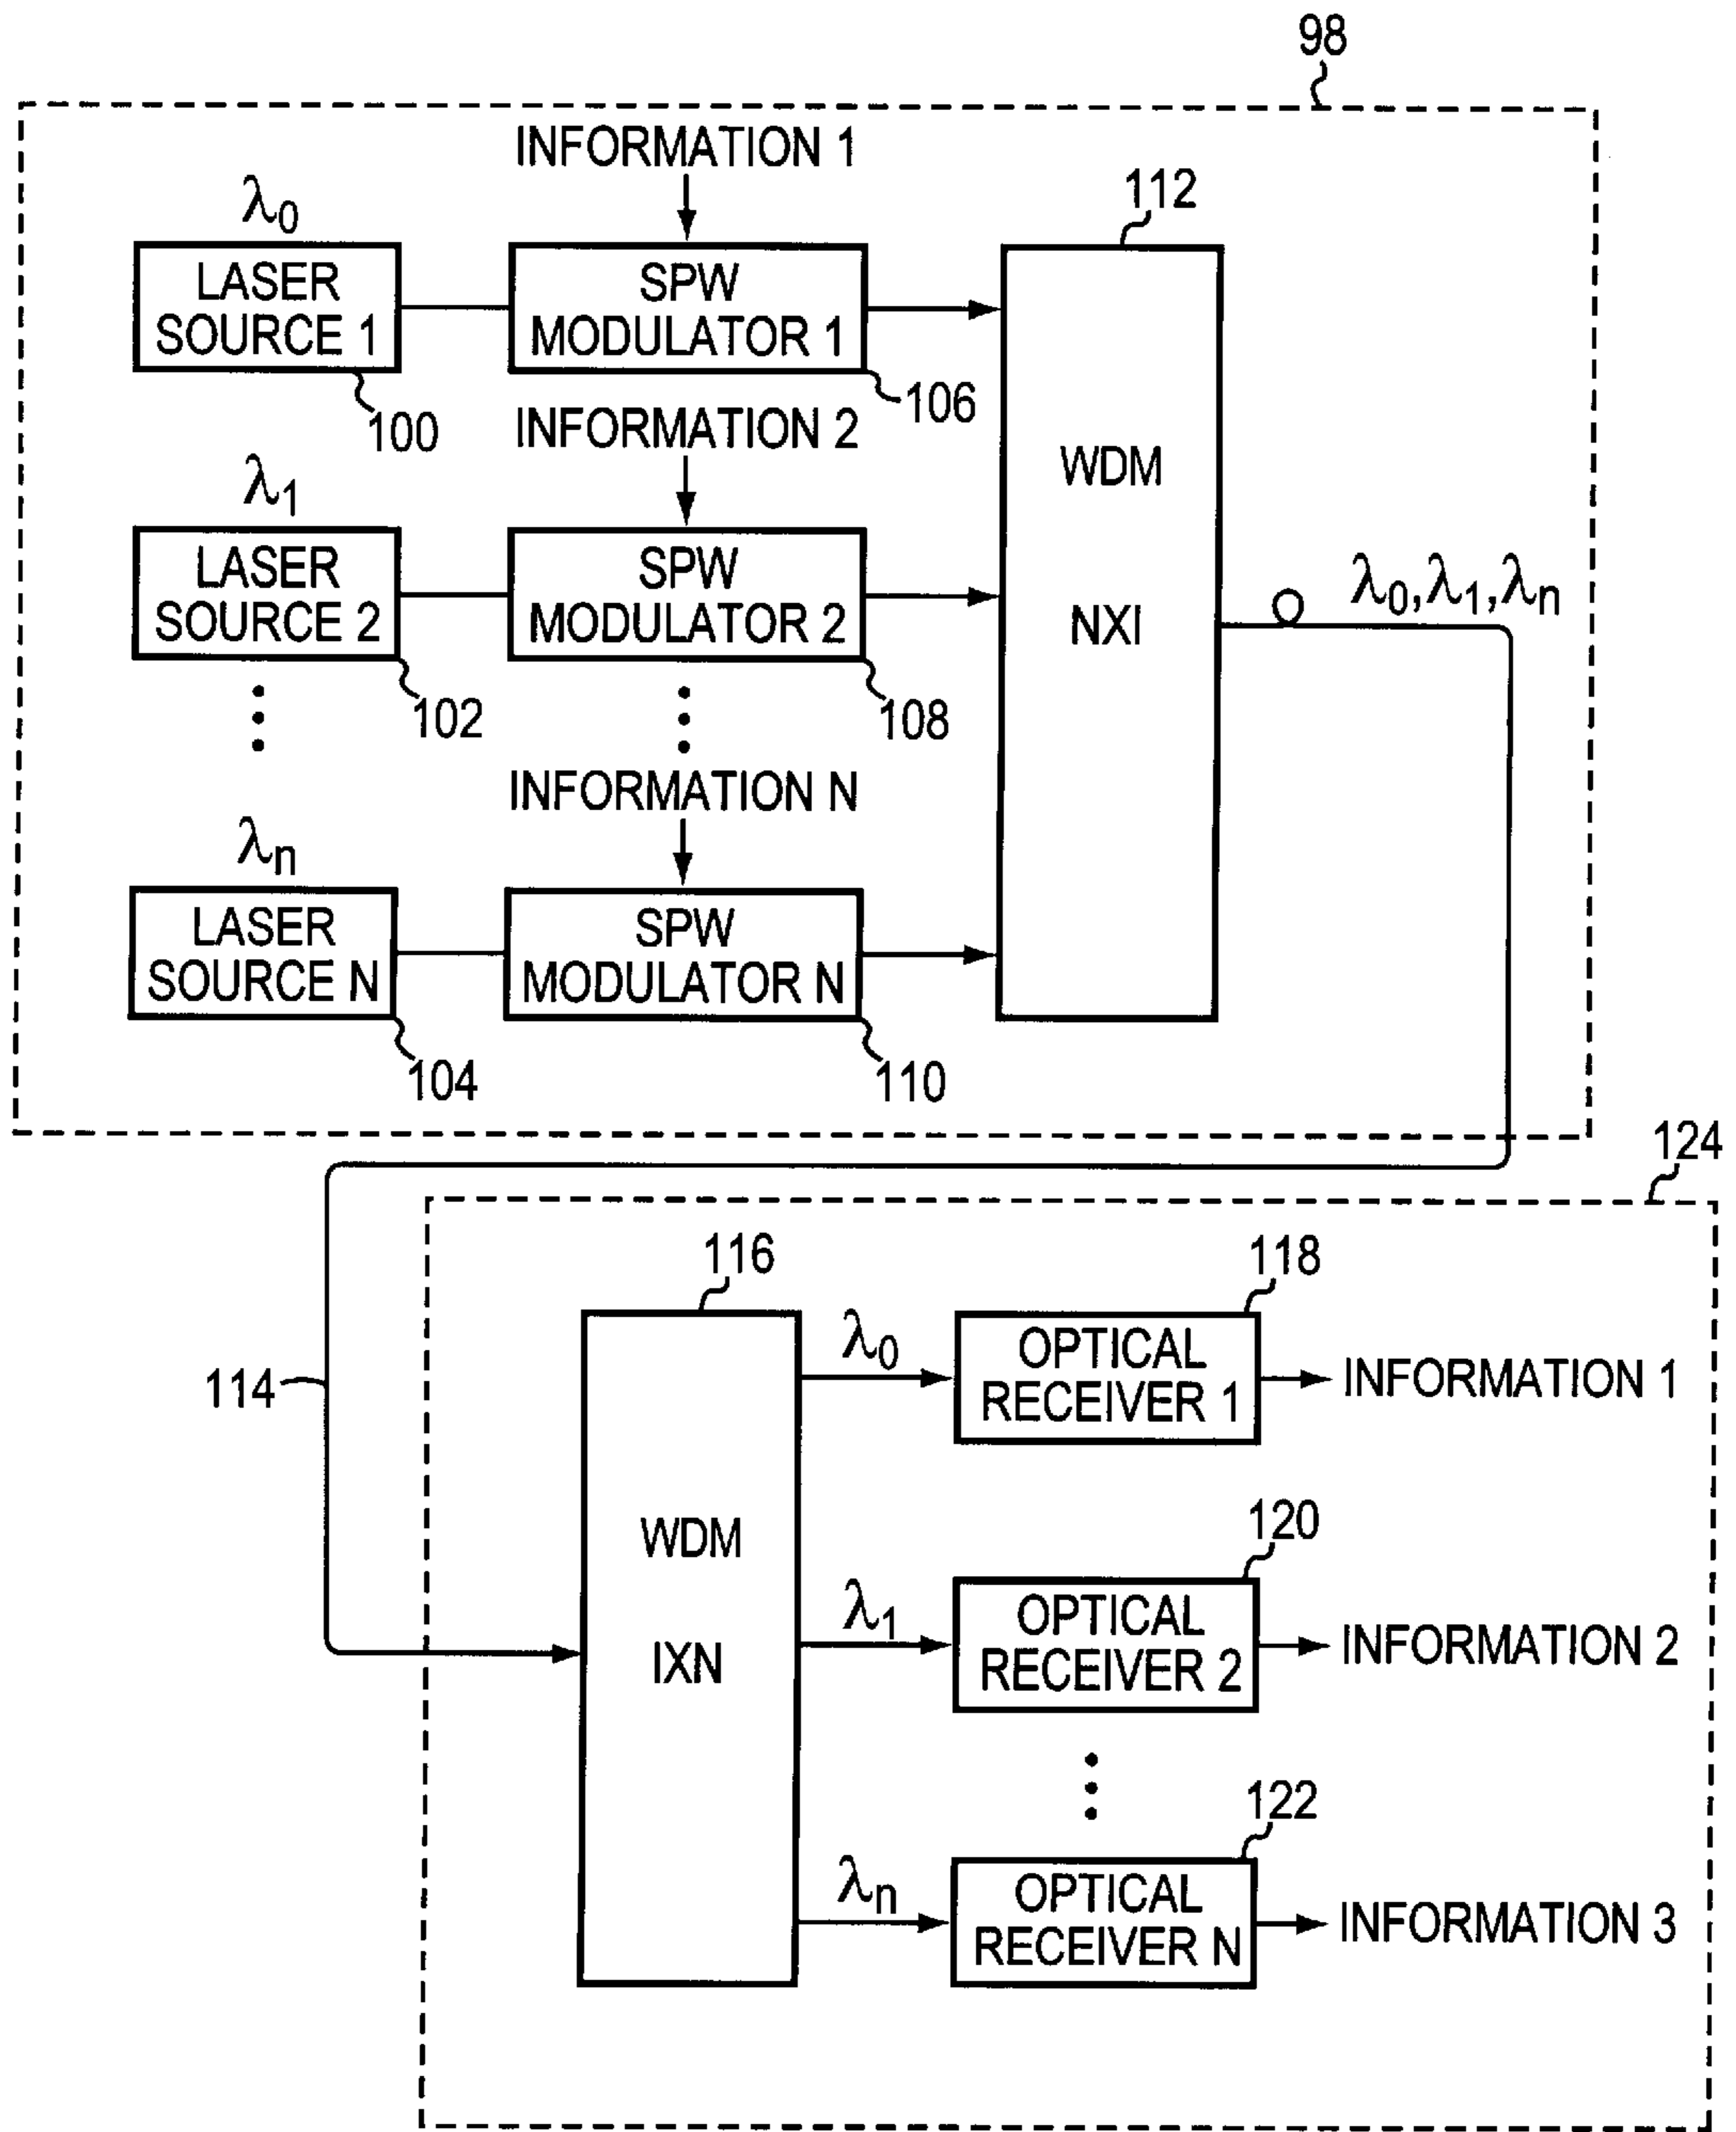 98
INFORMATION 1
112
λ0
LASER
SOURCE 1
SPW
MODULATOR 1
100
106
INFORMATION 2
WDM
NXI
λ1
LASER
SOURCE 2
SPW
MODULATOR 2
λ0,λ1,λn
102
108
INFORMATION N
λn
LASER
SOURCE N
SPW
MODULATOR N
104
110
124
116
118
λ0
OPTICAL
RECEIVER 1
INFORMATION 1
114
WDM
IXN
120
λ1
OPTICAL
RECEIVER 2
INFORMATION 2
122
λn
OPTICAL
RECEIVER N
INFORMATION 3